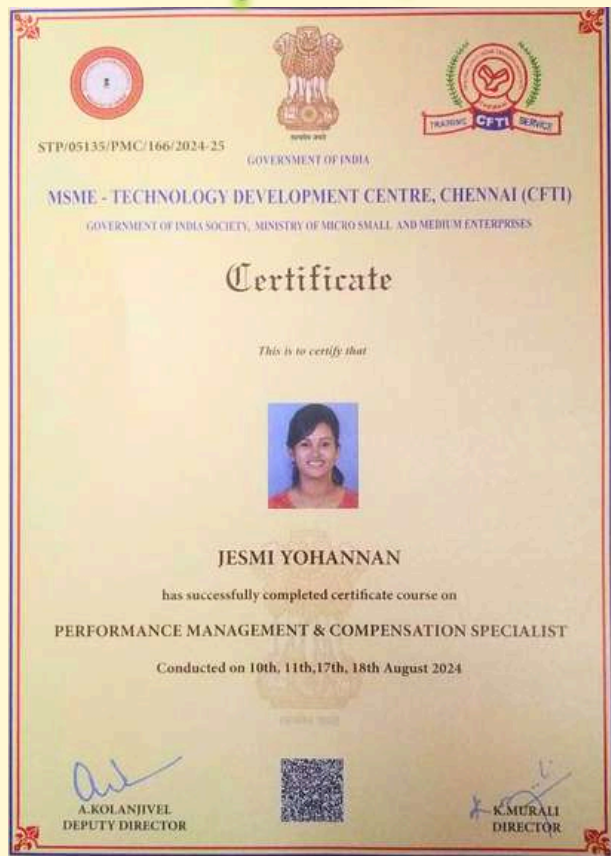 STP/05135/PMC/166/2024-25
सत्यमेव जयते
GOVERNMENT OF INDIA
TRAINING CFTI SERVICE
MSME - TECHNOLOGY DEVELOPMENT CENTRE, CHENNAI (CFTI)
GOVERNMENT OF INDIA SOCIETY, MINISTRY OF MICRO SMALL AND MEDIUM ENTERPRISES
Certificate
This is to certify that
JESMI YOHANNAN
has successfully completed certificate course on
PERFORMANCE MANAGEMENT & COMPENSATION SPECIALIST
Conducted on 10th, 11th,17th, 18th August 2024
A.KOLANJIVEL
DEPUTY DIRECTOR
K.MURALI
DIRECTOR